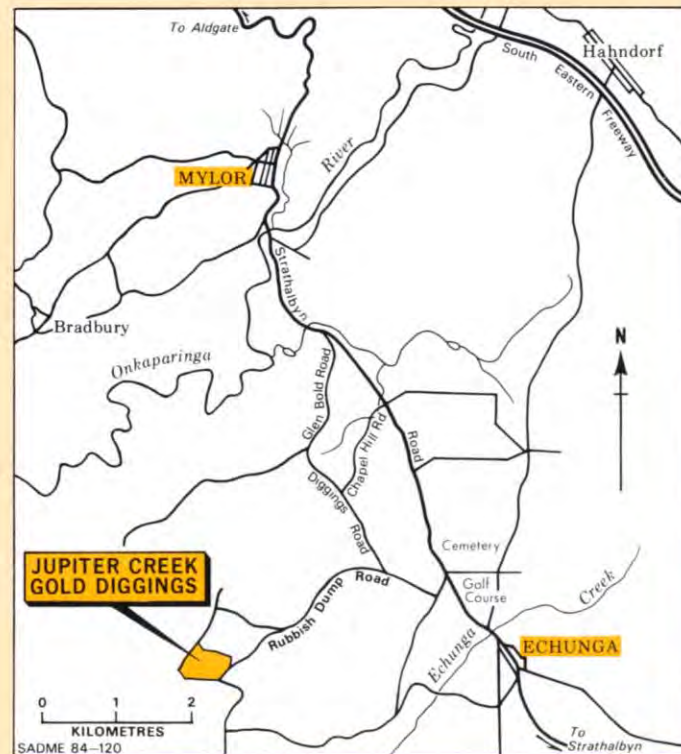 To Aldgate
South
Eastern
Freeway
Hahndorf
MYLOR
River
Strathalbyn
Bradbury
Onkaparinga
N
Glen Bold Road
Chapel Hill Rd
Road
Diggings
Road
Cemetery
Golf
Course
JUPITER CREEK
GOLD DIGGINGS
Rubbish Dump Road
Echunga Creek
ECHUNGA
0 1 2
KILOMETRES
SADME 84—120
To
Strathalbyn